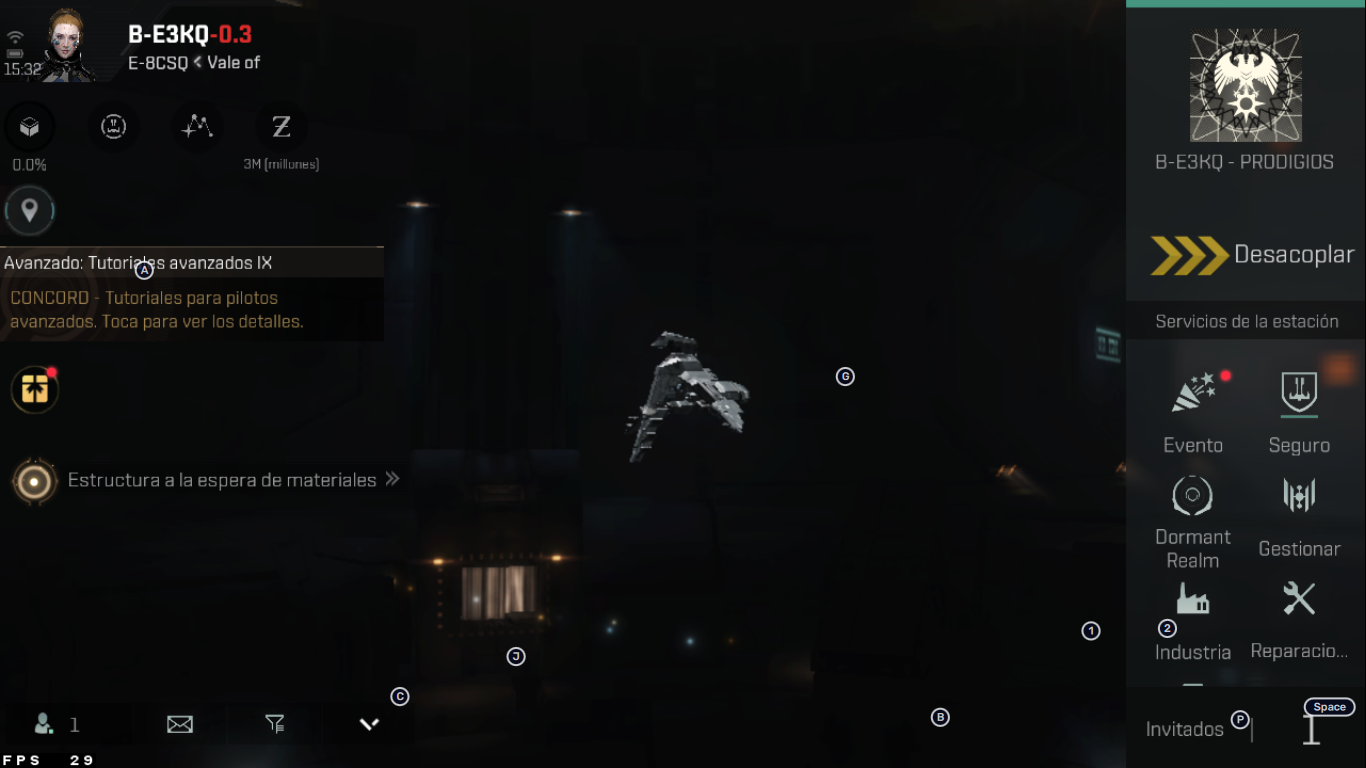 B-E3KQ-0.3
E-8CSQ < Vale of
15:32
0.0%
Z
3M (millones)
Avanzado: Tutoriales avanzados IX
A
CONCORD - Tutoriales para pilotos
avanzados. Toca para ver los detalles.
Estructura a la espera de materiales »
G
J
C
B
1
1
FPS 29
B-E3KQ - PRODIGIOS
Desacoplar
Servicios de la estación
Evento
Seguro
Dormant
Realm
Gestionar
2
Industria
Reparacio...
Invitados
P
Space